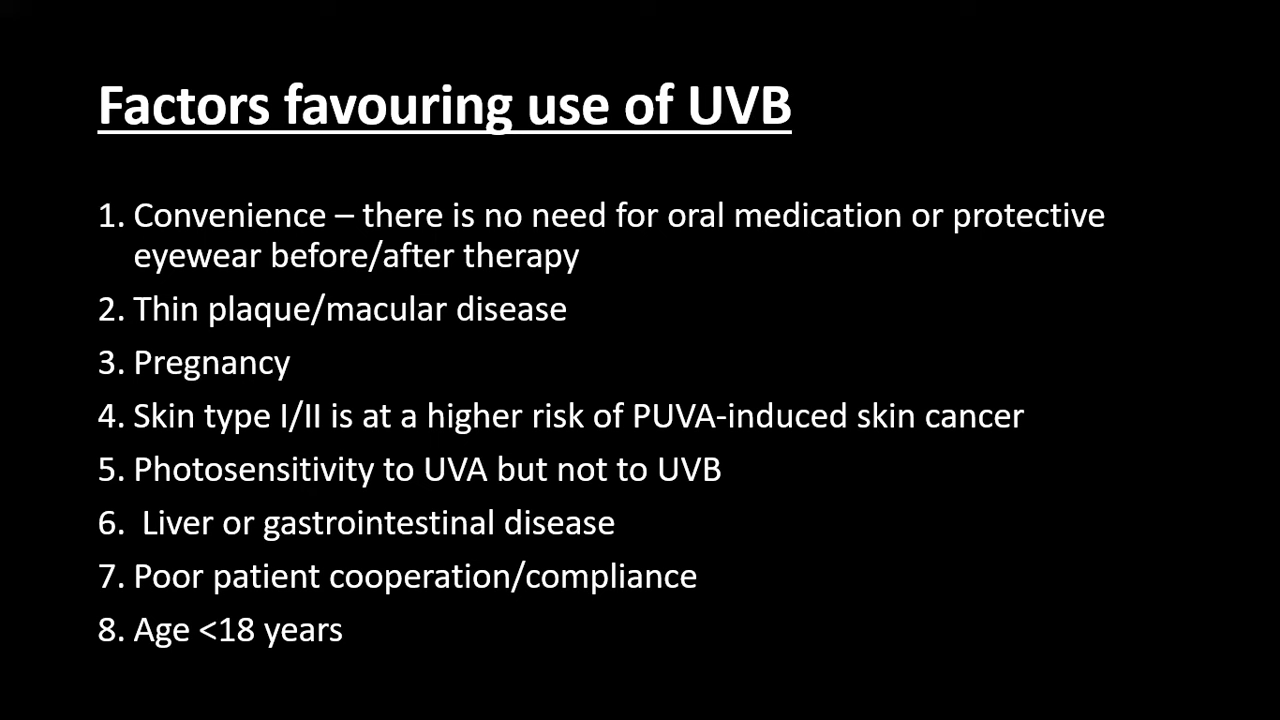 Factors favouring use of UVB
1. Convenience – there is no need for oral medication or protective
eyewear before/after therapy
2. Thin plaque/macular disease
3. Pregnancy
4. Skin type I/II is at a higher risk of PUVA-induced skin cancer
5. Photosensitivity to UVA but not to UVB
6. Liver or gastrointestinal disease
7. Poor patient cooperation/compliance
8. Age <18 years